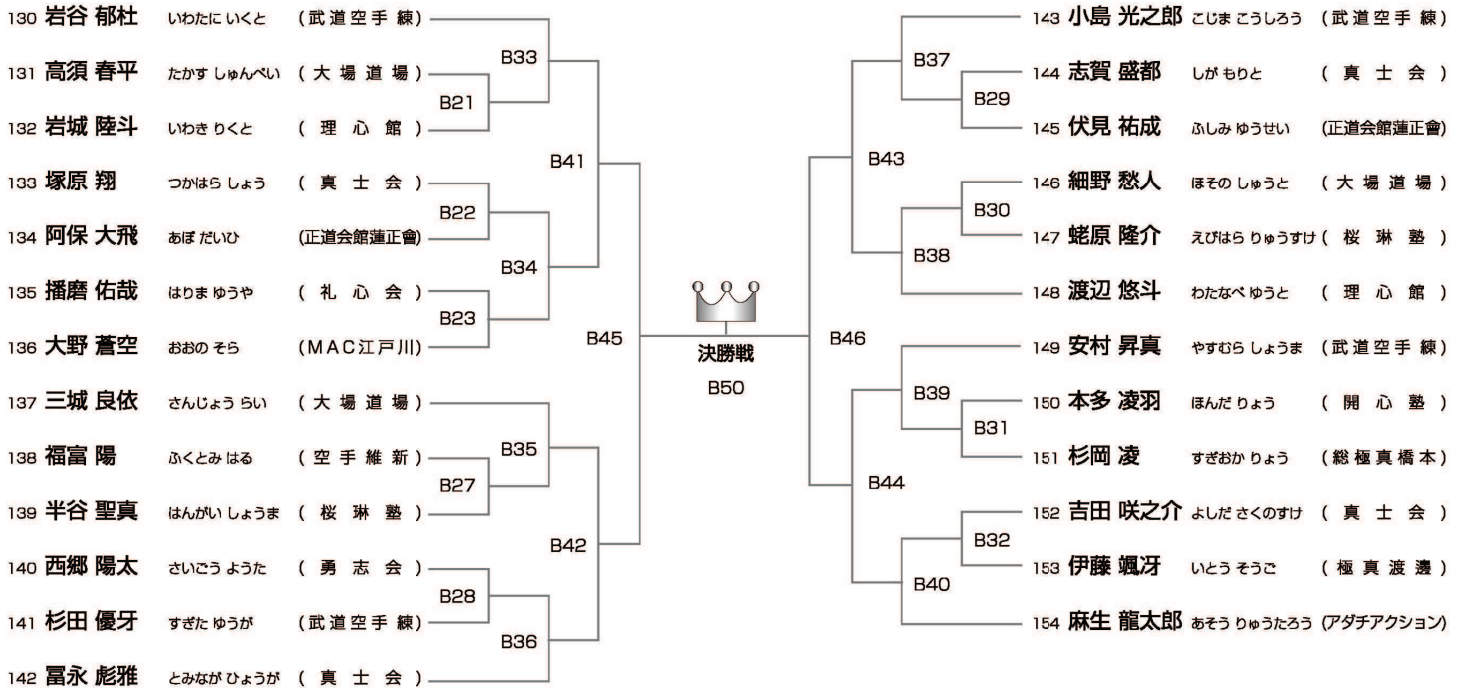 130 岩谷 郁杜 いわたに いくと (武道空手練)
131 高須 春平 たかす しゅんぺい (大場道場)
132 岩城 陸斗 いわき りくと (理心館)
133 塚原 翔 つかはら しょう (真士会)
134 阿保 大飛 あぼ だいひ (正道会館蓮正會)
135 播磨 佑哉 はりま ゆうや (礼心会)
136 大野 蒼空 おおの そら (MAC江戸川)
137 三城 良依 さんじょう らい (大場道場)
138 福富 陽 ふくとみ はる (空手維新)
139 半谷 聖真 はんがい しょうま (桜琳塾)
140 西郷 陽太 さいごう ようた (勇志会)
141 杉田 優牙 すぎた ゆうが (武道空手練)
142 冨永 彪雅 とみなが ひょうが (真士会)
B33
B21
B41
B22
B34
B23
B45
B35
B27
B42
B28
B36
決勝戦
B50
B46
B37
B29
B43
B30
B38
B39
B31
B44
B32
B40
143 小島 光之郎 こじま こうしろう (武道空手練)
144 志賀 盛都 しが もりと (真士会)
145 伏見 祐成 ふしみ ゆうせい (正道会館蓮正會)
146 細野 愁人 ほその しゅうと (大場道場)
147 蛯原 隆介 えびはら りゅうすけ (桜琳塾)
148 渡辺 悠斗 わたなべ ゆうと (理心館)
149 安村 昇真 やすむら しょうま (武道空手練)
150 本多 凌羽 ほんだ りょう (開心塾)
151 杉岡 凌 すぎおか りょう (総極真橋本)
152 吉田 咲之介 よしだ さくのすけ (真士会)
153 伊藤 颯冴 いとう そうご (極真渡邊)
154 麻生 龍太郎 あそう りゅうたろう (アダチアクション)